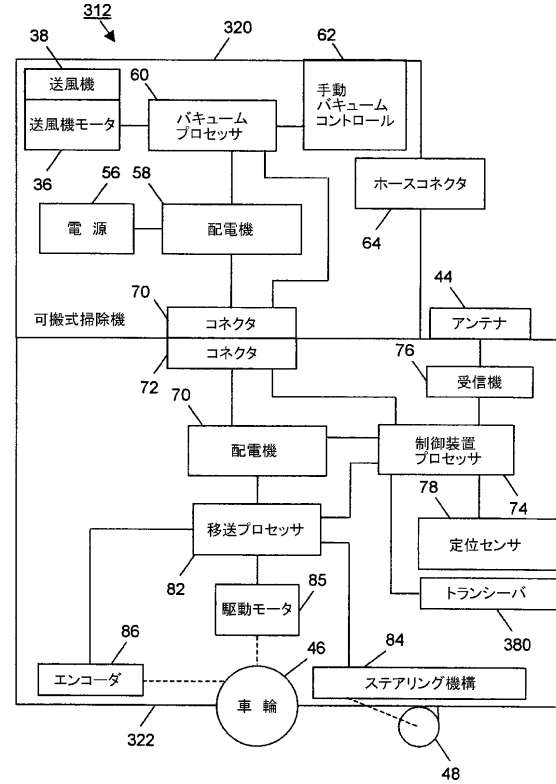 312
320
38
送風機
送風機モータ
36
60
バキューム
プロセッサ
62
手動
バキューム
コントロール
56
電 源
58
配電機
ホースコネクタ
64
70
コネクタ
可搬式掃除機
コネクタ
72
44
アンテナ
76
受信機
70
配電機
制御装置
プロセッサ
74
78
定位センサ
移送プロセッサ
82
85
駆動モータ
トランシーバ
380
86
エンコーダ
46
車 輪
84
ステアリング機構
322
48